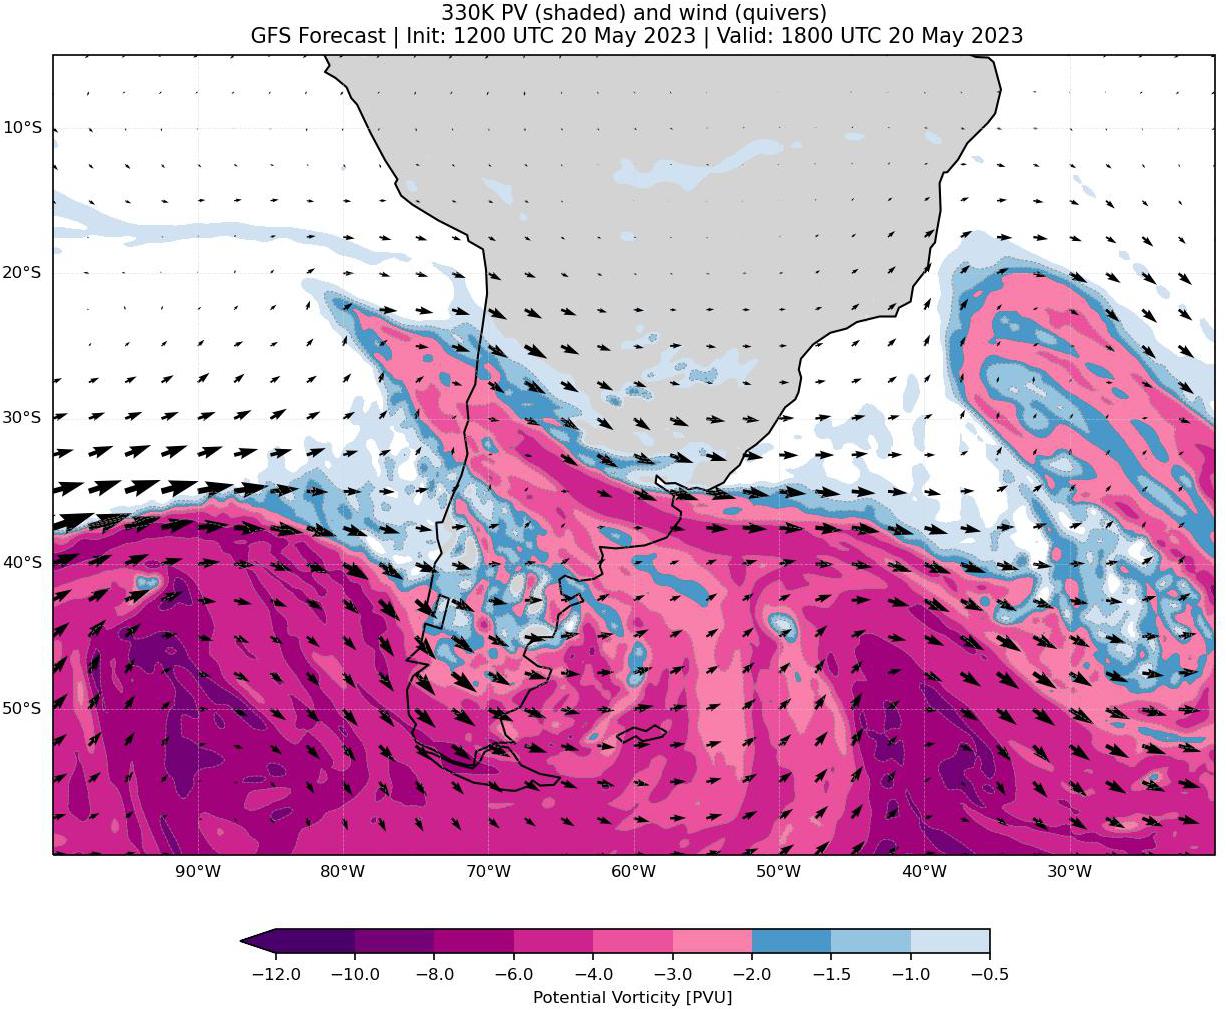 330K PV (shaded) and wind (quivers)
GFS Forecast | Init: 1200 UTC 20 May 2023 | Valid: 1800 UTC 20 May 2023
10°S
20°S
30°S
40°S
50°S
90°W 80°W 70°W 60°W 50°W 40°W 30°W
−12.0 −10.0 −8.0 −6.0 −4.0 −3.0 −2.0 −1.5 −1.0 −0.5
Potential Vorticity [PVU]